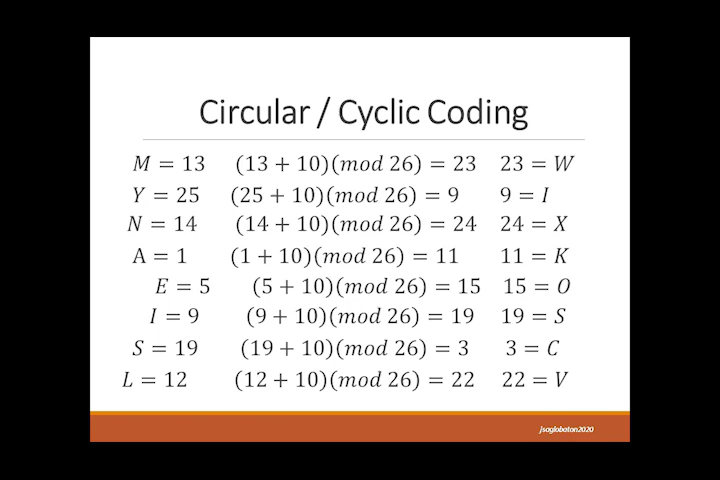 Circular / Cyclic Coding
M = 13 (13 + 10)(mod 26) = 23 23 = W
Y = 25 (25 + 10)(mod 26) = 9 9 = I
N = 14 (14 + 10)(mod 26) = 24 24 = X
A = 1 (1 + 10)(mod 26) = 11 11 = K
E = 5 (5 + 10)(mod 26) = 15 15 = O
I = 9 (9 + 10)(mod 26) = 19 19 = S
S = 19 (19 + 10)(mod 26) = 3 3 = C
L = 12 (12 + 10)(mod 26) = 22 22 = V
jsaglobaton2020